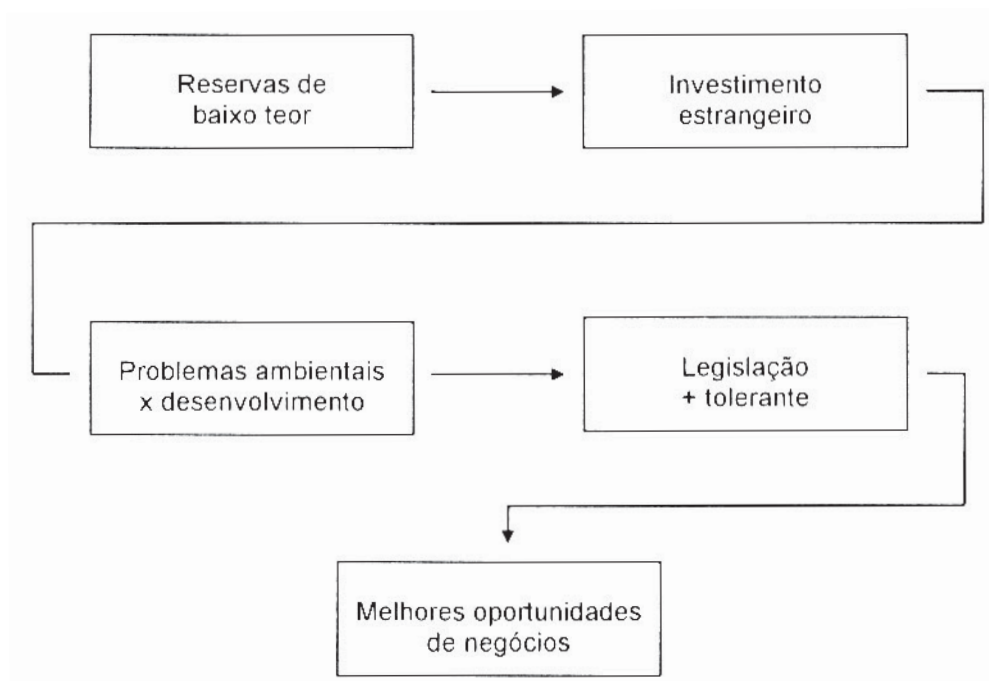 Reservas de
baixo teor
Investimento
estrangeiro
Problemas ambientais
x desenvolvimento
Legislação
+ tolerante
Melhores oportunidades
de negócios